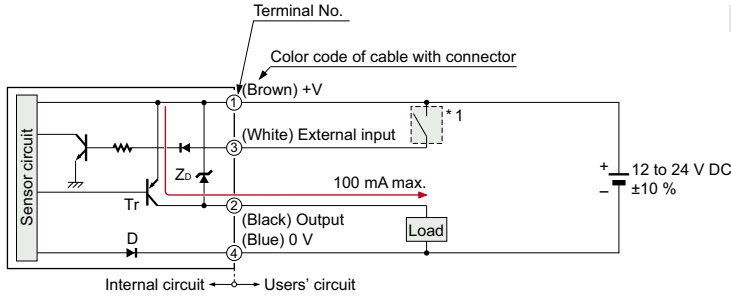 Terminal No.
Color code of cable with connector
(Brown) +V
1
* 1
(White) External input
3
Sensor circuit
ZD
+
12 to 24 V DC
–
±10 %
100 mA max.
Tr
2
(Black) Output
Load
(Blue) 0 V
D
4
Internal circuit
Users' circuit